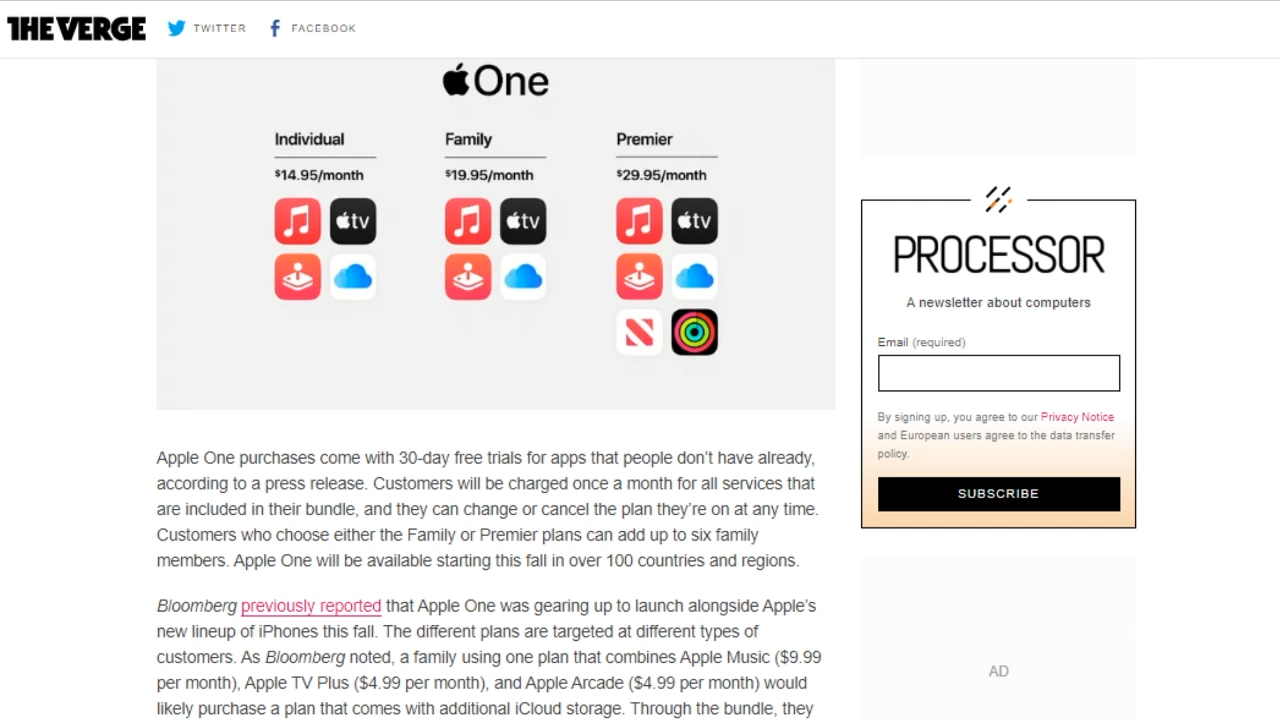 THE VERGE TWITTER FACEBOOK
One
Individual Family Premier
$14.95/month $19.95/month $29.95/month
tv tv tv
PROCESSOR
A newsletter about computers
Email (required)
By signing up, you agree to our Privacy Notice
and European users agree to the data transfer
policy.
SUBSCRIBE
Apple One purchases come with 30-day free trials for apps that people don’t have already,
according to a press release. Customers will be charged once a month for all services that
are included in their bundle, and they can change or cancel the plan they’re on at any time.
Customers who choose either the Family or Premier plans can add up to six family
members. Apple One will be available starting this fall in over 100 countries and regions.
Bloomberg previously reported that Apple One was gearing up to launch alongside Apple’s
new lineup of iPhones this fall. The different plans are targeted at different types of
customers. As Bloomberg noted, a family using one plan that combines Apple Music ($9.99
per month), Apple TV Plus ($4.99 per month), and Apple Arcade ($4.99 per month) would
likely purchase a plan that comes with additional iCloud storage. Through the bundle, they
AD